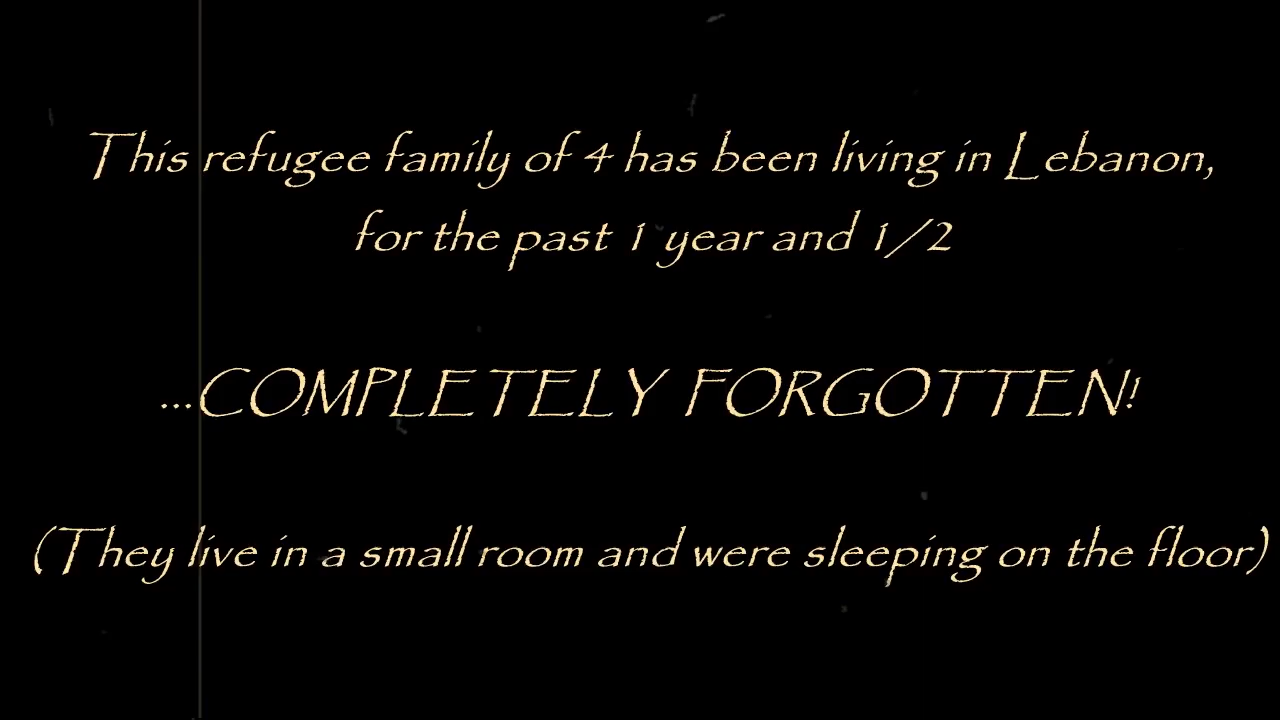 This refugee family of 4 has been living in Lebanon,
for the past 1 year and 1/2
...COMPLETELY FORGOTTEN!
(They live in a small room and were sleeping on the floor)